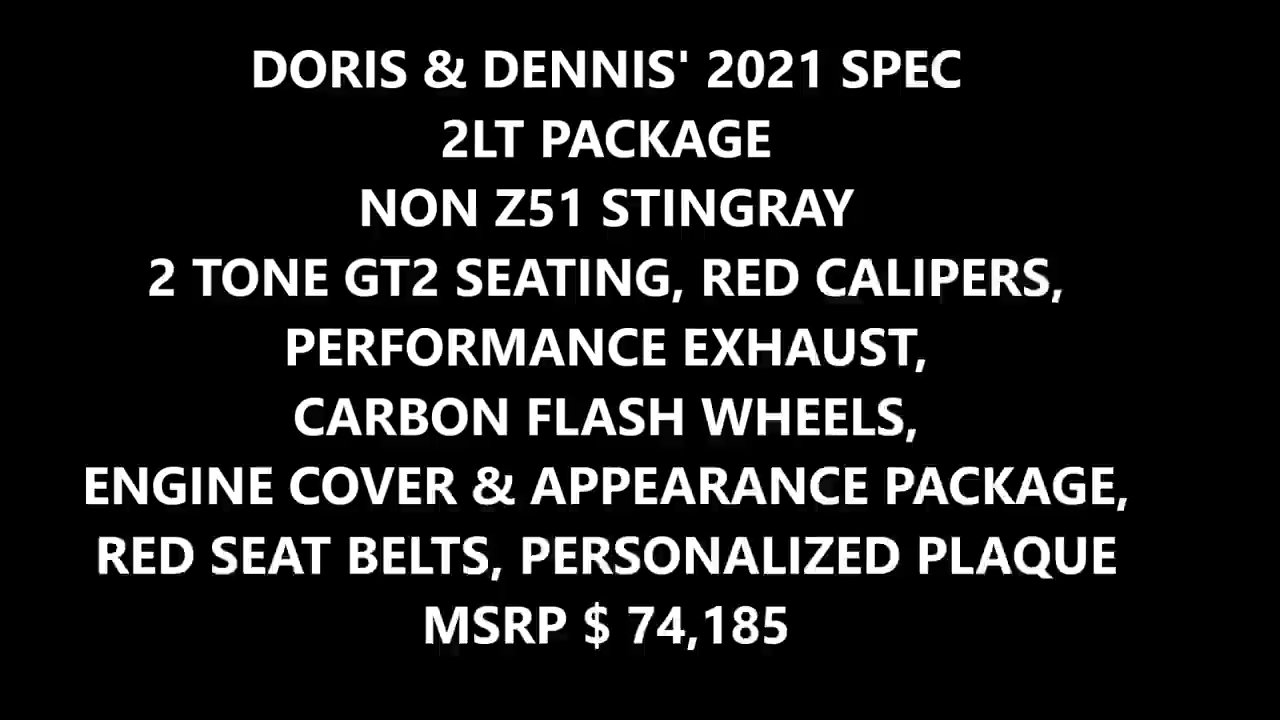 DORIS & DENNIS' 2021 SPEC
2LT PACKAGE
NON Z51 STINGRAY
2 TONE GT2 SEATING, RED CALIPERS,
PERFORMANCE EXHAUST,
CARBON FLASH WHEELS,
ENGINE COVER & APPEARANCE PACKAGE,
RED SEAT BELTS, PERSONALIZED PLAQUE
MSRP $ 74,185